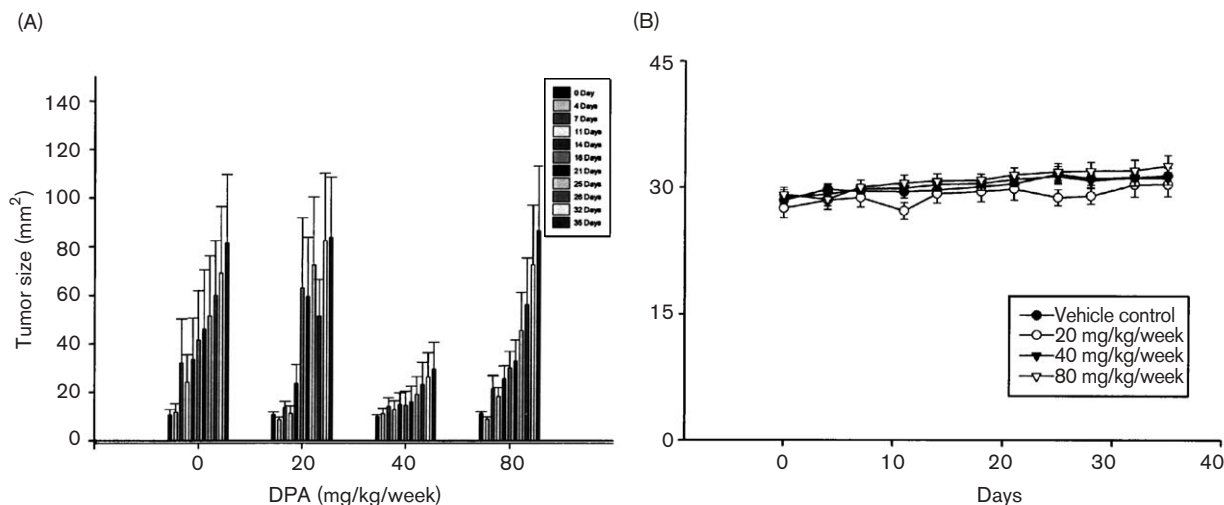 (A)
(B)
Tumor size (mm²)
140
120
100
80
60
40
20
0
0 Day
4 Days
7 Days
11 Days
14 Days
16 Days
21 Days
25 Days
26 Days
32 Days
35 Days
0 20 40 80
DPA (mg/kg/week)
45
30
15
0
Vehicle control
20 mg/kg/week
40 mg/kg/week
80 mg/kg/week
0 10 20 30 40
Days